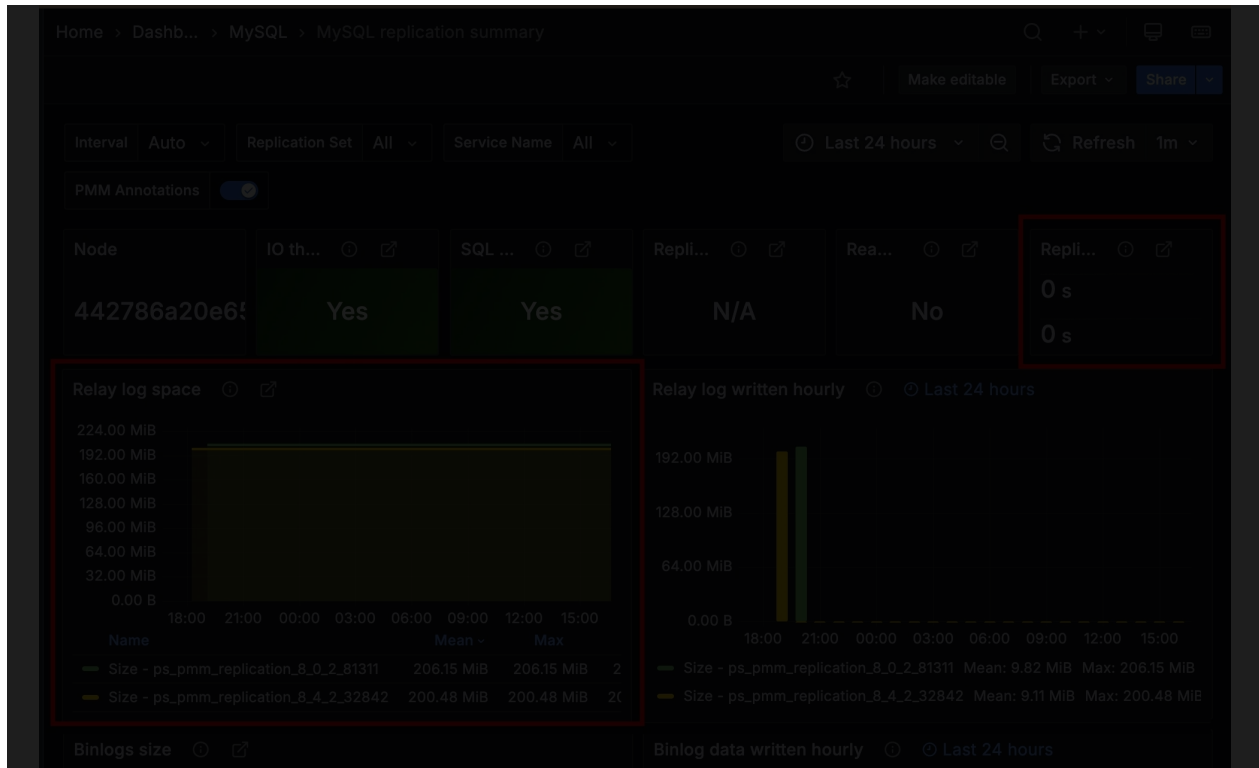 Home › Dashb... › MySQL › MySQL replication summary
Make editable Export Share
Interval Auto Replication Set All Service Name All Last 24 hours Refresh 1m
PMM Annotations
Node IO th... SQL ... Repli... Rea... Repli...
442786a20e65 Yes Yes N/A No 0 s
0 s
Relay log space Relay log written hourly Last 24 hours
224.00 MiB
192.00 MiB
160.00 MiB
128.00 MiB
96.00 MiB
64.00 MiB
32.00 MiB
0.00 B
18:00 21:00 00:00 03:00 06:00 09:00 12:00 15:00
Name Mean Max
Size - ps_pmm_replication_8_0_2_81311 206.15 MiB 206.15 MiB 2
Size - ps_pmm_replication_8_4_2_32842 200.48 MiB 200.48 MiB 20
192.00 MiB
128.00 MiB
64.00 MiB
0.00 B
18:00 21:00 00:00 03:00 06:00 09:00 12:00 15:00
Size - ps_pmm_replication_8_0_2_81311 Mean: 9.82 MiB Max: 206.15 MiB
Size - ps_pmm_replication_8_4_2_32842 Mean: 9.11 MiB Max: 200.48 MiB
Binlogs size Binlog data written hourly Last 24 hours